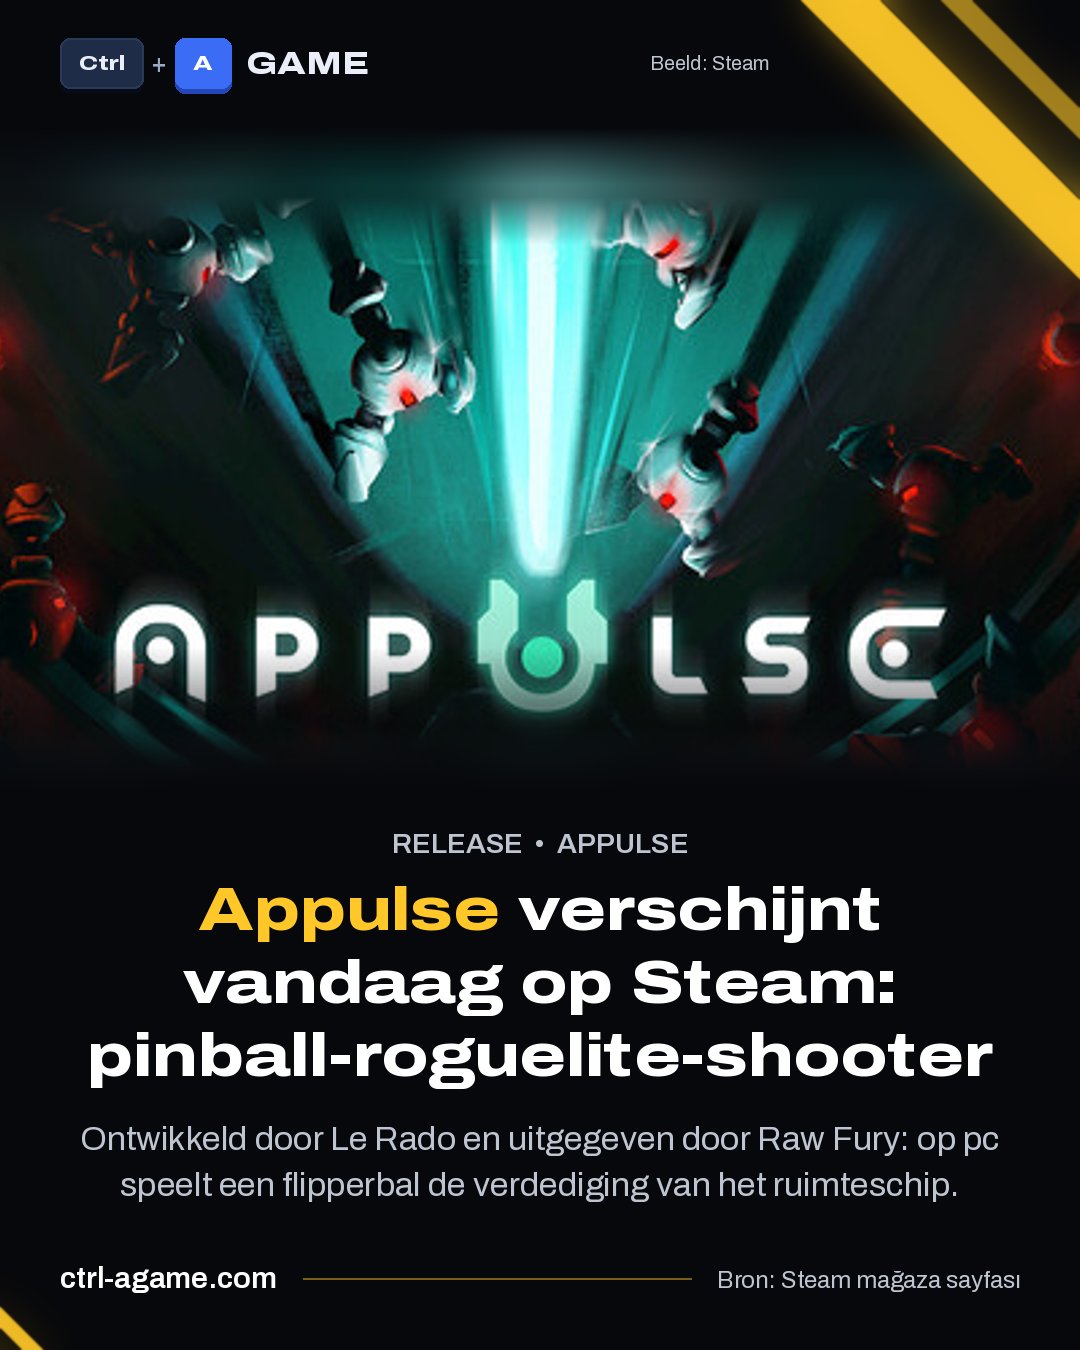 Ctrl + A GAME
Beeld: Steam
APPULSE
RELEASE • APPULSE
Appulse verschijnt
vandaag op Steam:
pinball-roguelite-shooter
Ontwikkeld door Le Rado en uitgegeven door Raw Fury: op pc
speelt een flipperbal de verdediging van het ruimteschip.
ctrl-agame.com
Bron: Steam mağaza sayfası